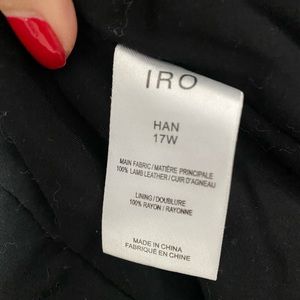 IRO
HAN
17W
MAIN FABRIC/MATIÈRE PRINCIPALE
100% LAMB LEATHER/CUIR D'AGNEAU
LINING/DOUBLURE
100% RAYON/RAYONNE
MADE IN CHINA
FABRIQUÉ EN CHINE